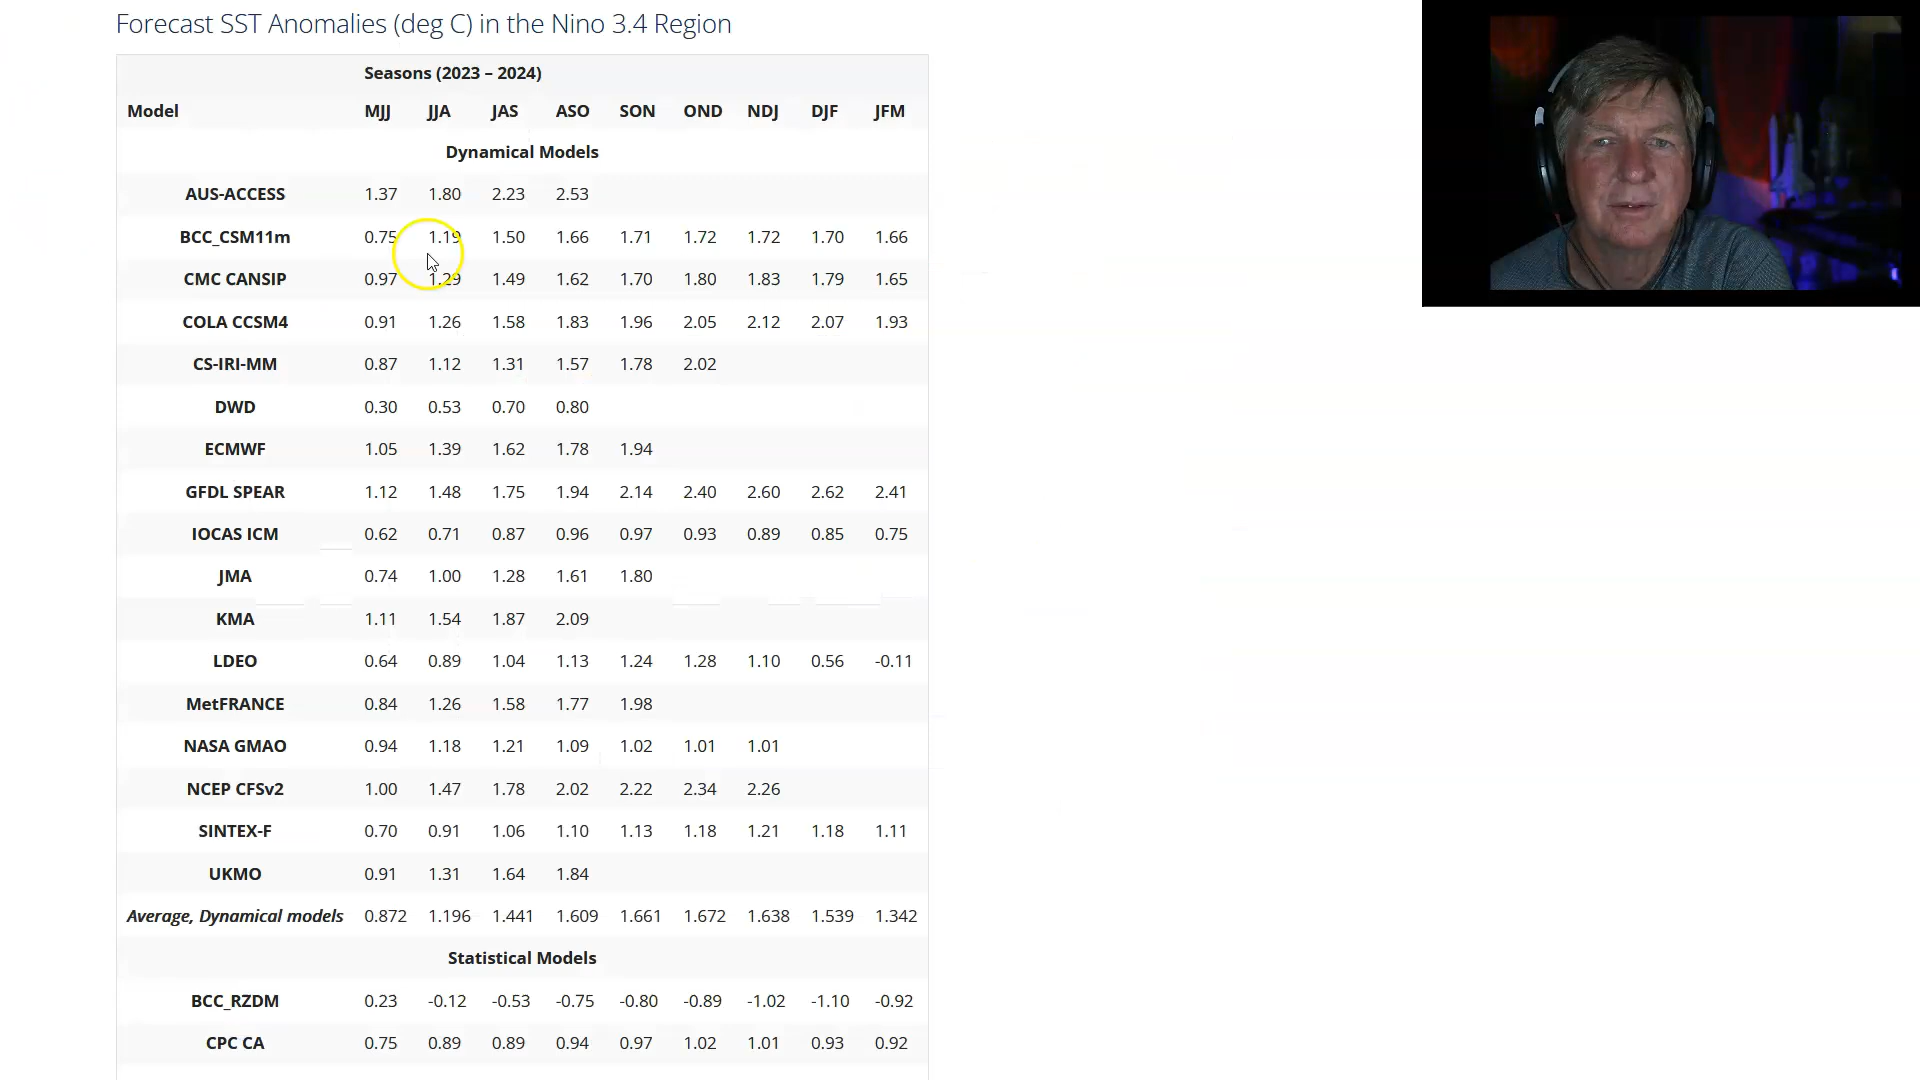 Forecast SST Anomalies (deg C) in the Nino 3.4 Region
Seasons (2023 – 2024)
Model MJJ JJA JAS ASO SON OND NDJ DJF JFM
Dynamical Models
AUS-ACCESS 1.37 1.80 2.23 2.53
BCC_CSM11m 0.75 1.19 1.50 1.66 1.71 1.72 1.72 1.70 1.66
CMC CANSIP 0.97 1.29 1.49 1.62 1.70 1.80 1.83 1.79 1.65
COLA CCSM4 0.91 1.26 1.58 1.83 1.96 2.05 2.12 2.07 1.93
CS-IRI-MM 0.87 1.12 1.31 1.57 1.78 2.02
DWD 0.30 0.53 0.70 0.80
ECMWF 1.05 1.39 1.62 1.78 1.94
GFDL SPEAR 1.12 1.48 1.75 1.94 2.14 2.40 2.60 2.62 2.41
IOCAS ICM 0.62 0.71 0.87 0.96 0.97 0.93 0.89 0.85 0.75
JMA 0.74 1.00 1.28 1.61 1.80
KMA 1.11 1.54 1.87 2.09
LDEO 0.64 0.89 1.04 1.13 1.24 1.28 1.10 0.56 -0.11
MetFRANCE 0.84 1.26 1.58 1.77 1.98
NASA GMAO 0.94 1.18 1.21 1.09 1.02 1.01 1.01
NCEP CFSv2 1.00 1.47 1.78 2.02 2.22 2.34 2.26
SINTEX-F 0.70 0.91 1.06 1.10 1.13 1.18 1.21 1.18 1.11
UKMO 0.91 1.31 1.64 1.84
Average, Dynamical models 0.872 1.196 1.441 1.609 1.661 1.672 1.638 1.539 1.342
Statistical Models
BCC_RZDM 0.23 -0.12 -0.53 -0.75 -0.80 -0.89 -1.02 -1.10 -0.92
CPC CA 0.75 0.89 0.89 0.94 0.97 1.02 1.01 0.93 0.92